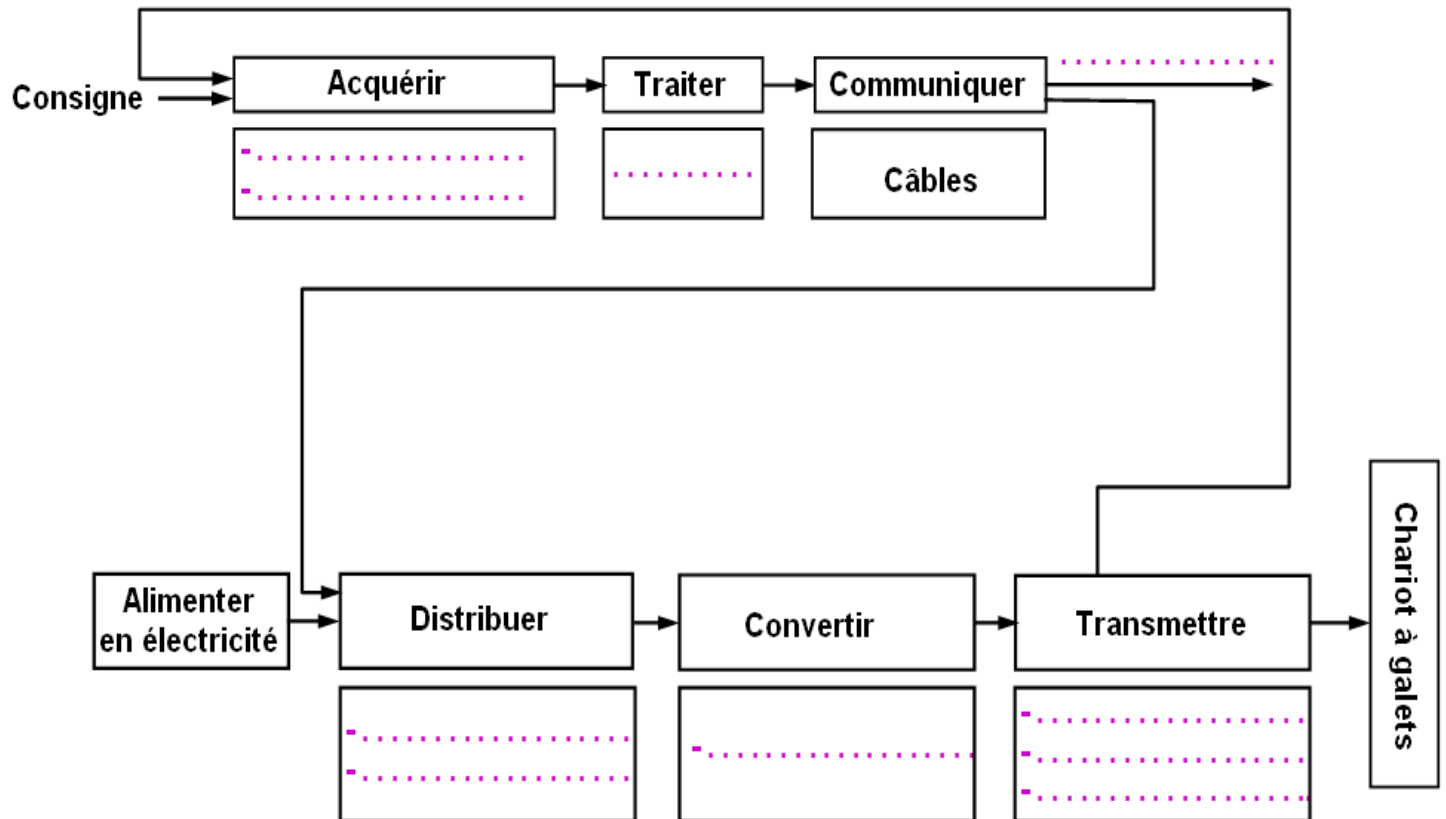 Consigne
Acquérir
Traiter
Communiquer
Câbles
Alimenter
en électricité
Distribuer
Convertir
Transmettre
Chariot à galets